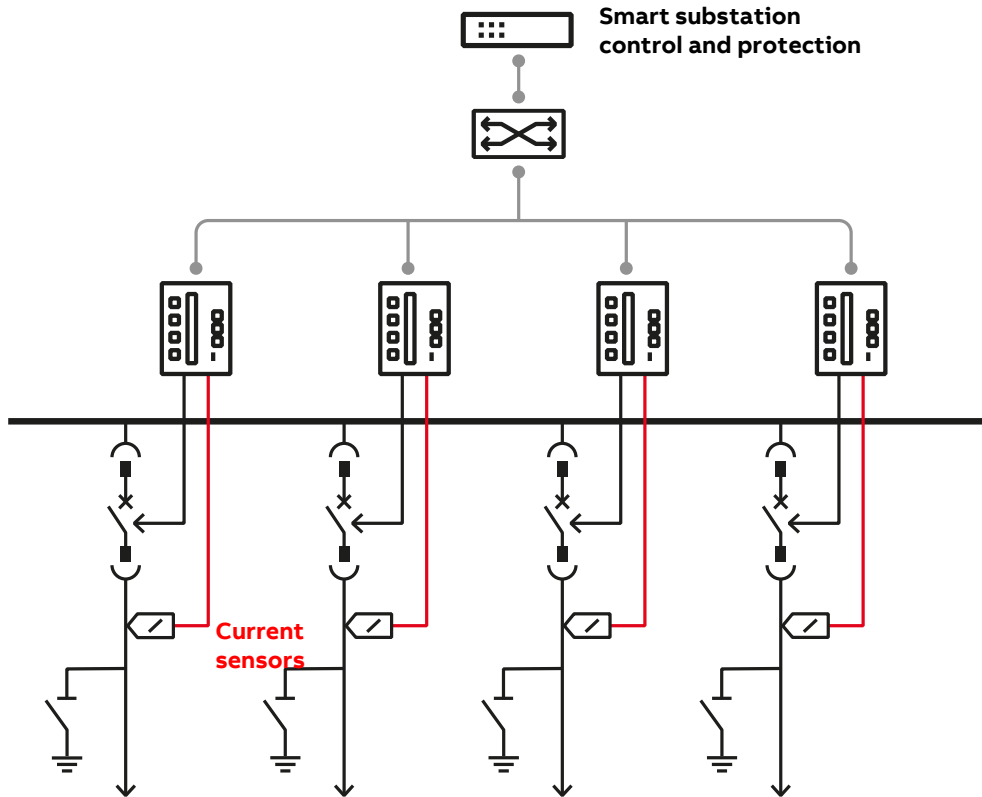 Smart substation
control and protection
Current
sensors